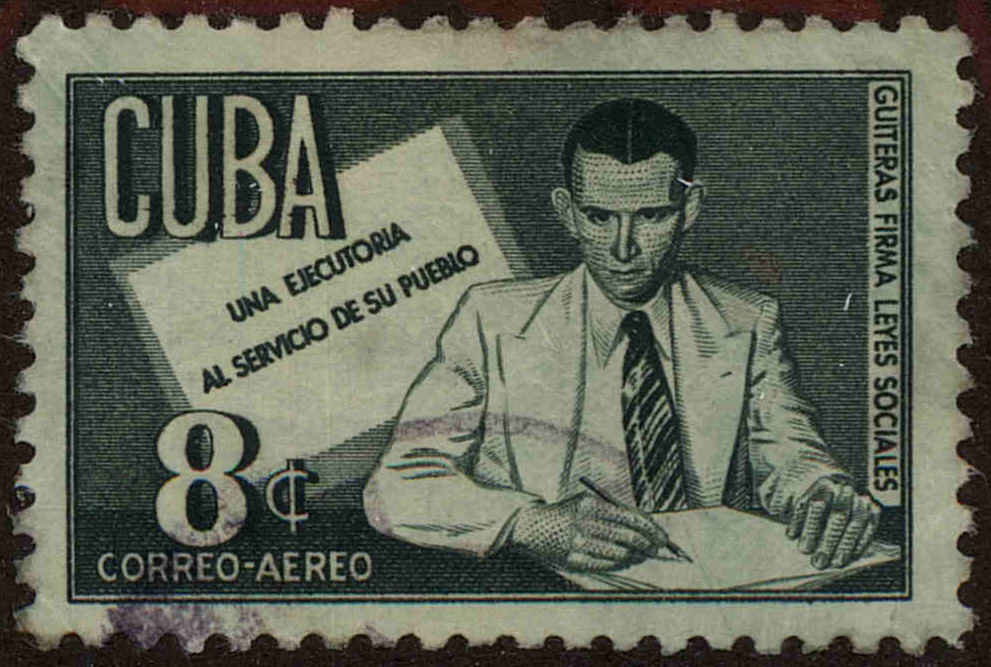 CUBA
UNA EJECUTORIA
AL SERVICIO DE SU PUEBLO
8¢
CORREO-AEREO
GUITERAS FIRMA LEYES SOCIALES